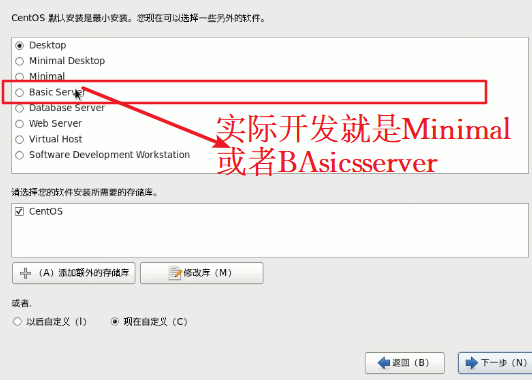 CentOS 默认安装是最小安装。您现在可以选择一些另外的软件。
Desktop
Minimal Desktop
Minimal
Basic Server
Database Server
Web Server
Virtual Host
Software Development Workstation
实际开发就是Minimal
或者BAsicsserver
请选择您的软件安装所需要的存储库。
CentOS
（A）添加额外的存储库
修改库（M）
或者,
以后自定义（l）
现在自定义（C）
返回（B）
下一步（N）